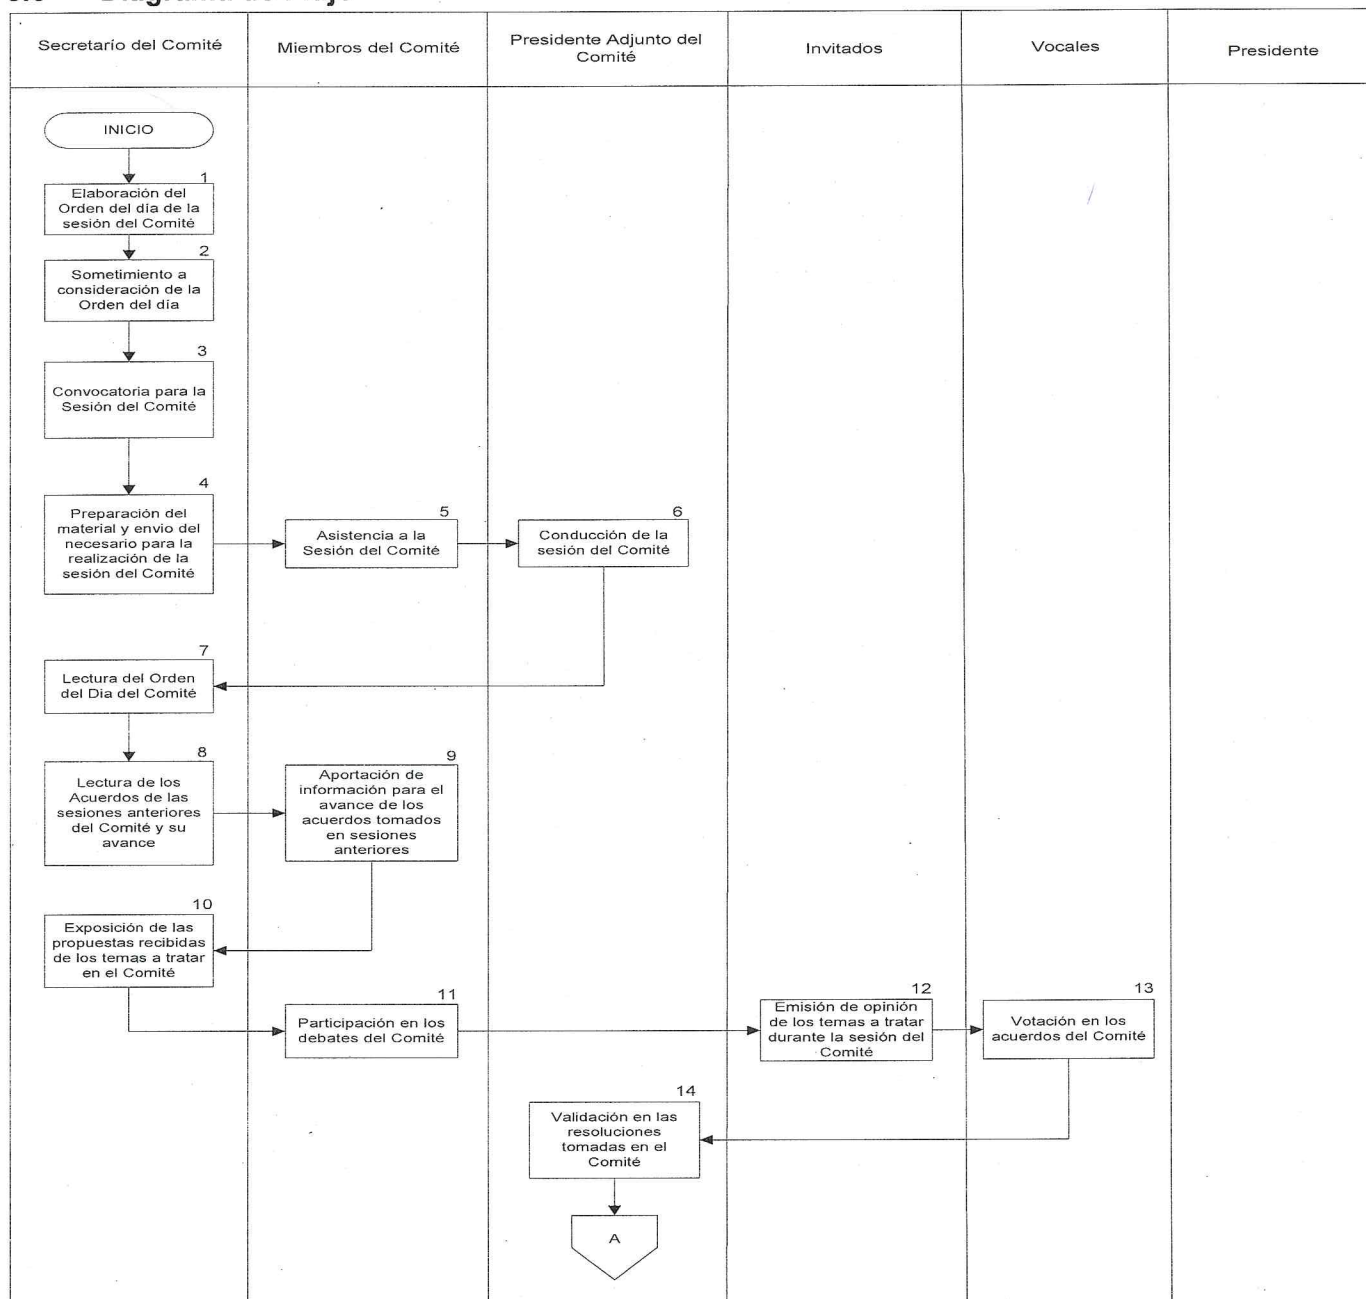 Secretarío del Comité
Miembros del Comité
Presidente Adjunto del
Comité
Invitados
Vocales
Presidente
INICIO
1
Elaboración del
Orden del día de la
sesión del Comité
2
Sometimiento a
consideración de la
Orden del día
3
Convocatoria para la
Sesión del Comité
4
Preparación del
material y envio del
necesario para la
realización de la
sesión del Comité
5
Asistencia a la
Sesión del Comité
6
Conducción de la
sesión del Comité
7
Lectura del Orden
del Dia del Comité
8
Lectura de los
Acuerdos de las
sesiones anteriores
del Comité y su
avance
9
Aportación de
información para el
avance de los
acuerdos tomados
en sesiones
anteriores
10
Exposición de las
propuestas recibidas
de los temas a tratar
en el Comité
11
Participación en los
debates del Comité
12
Emisión de opinión
de los temas a tratar
durante la sesión del
Comité
13
Votación en los
acuerdos del Comité
14
Validación en las
resoluciones
tomadas en el
Comité
A